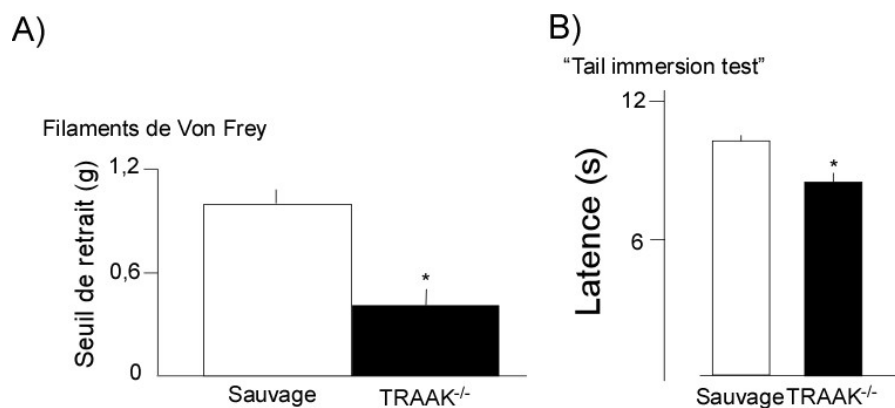 A)
Filaments de Von Frey
Seuil de retrait (g)
1,2
0,6
0
*
Sauvage
TRAAK-/-
B)
“Tail immersion test”
Latence (s)
12
6
*
Sauvage
TRAAK-/-